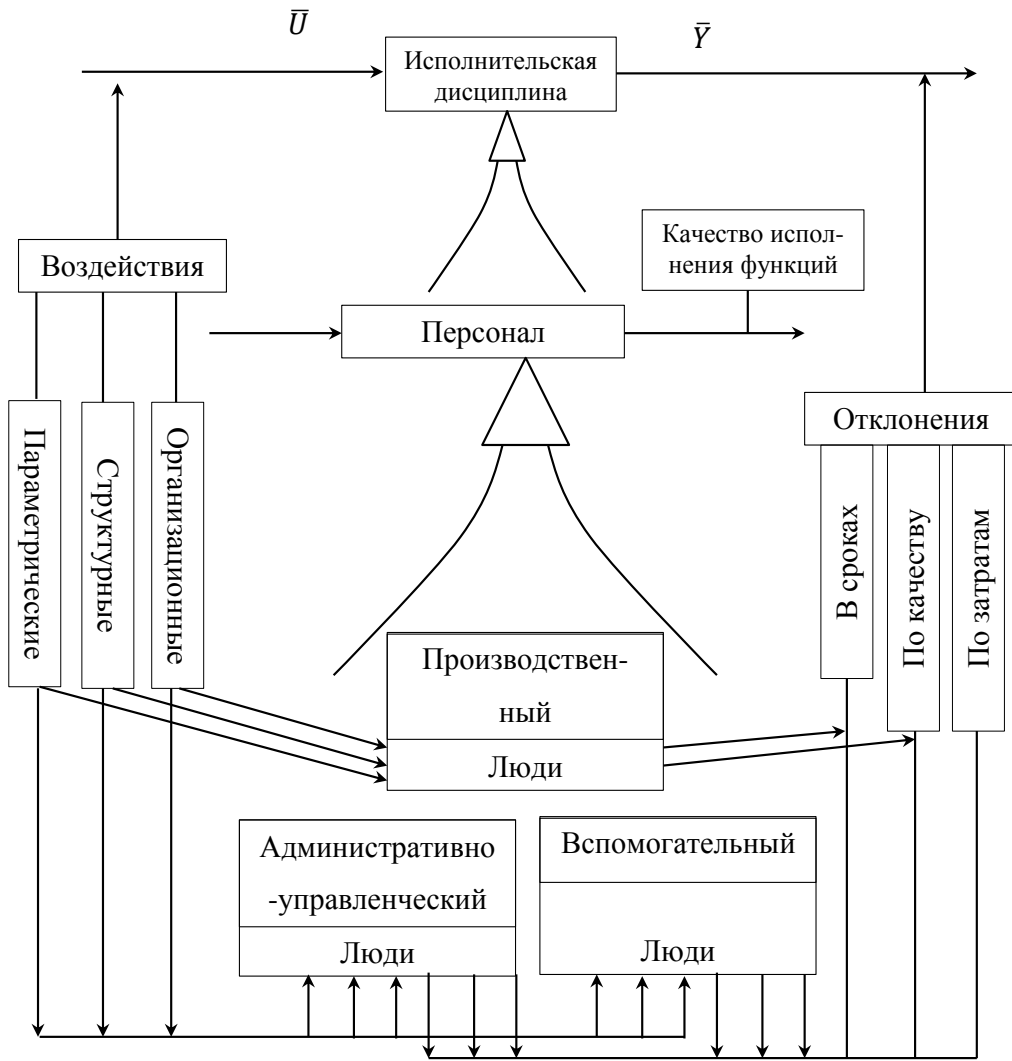 Ū
Ȳ
Исполнительская
дисциплина
Качество испол-
нения функций
Воздействия
Персонал
Параметрические
Структурные
Организационные
Отклонения
В сроках
По качеству
По затратам
Производствен-
ный
Люди
Административно
-управленческий
Люди
Вспомогательный
Люди